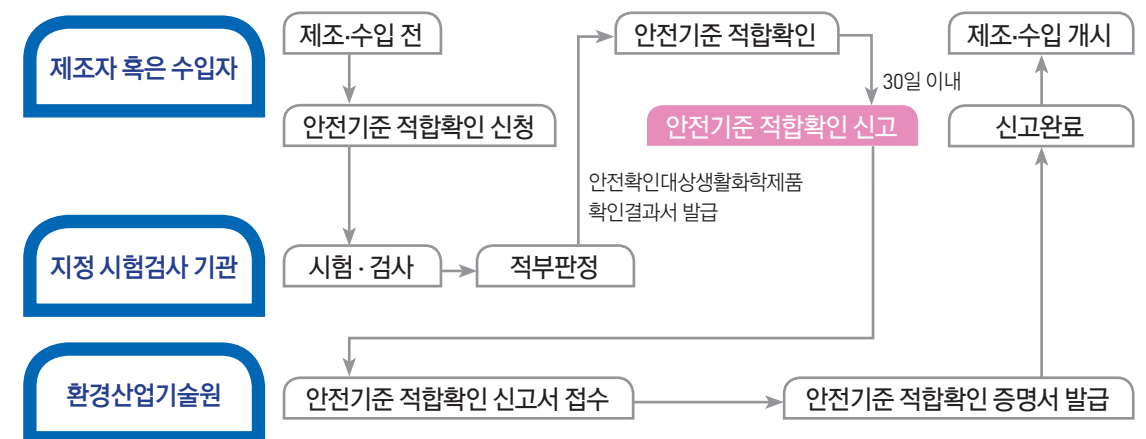 제조자 혹은 수입자
제조·수입 전
안전기준 적합확인
제조·수입 개시
30일 이내
안전기준 적합확인 신청
안전기준 적합확인 신고
신고완료
안전확인대상생활화학제품
확인결과서 발급
지정 시험검사 기관
시험 · 검사
적부판정
환경산업기술원
안전기준 적합확인 신고서 접수
안전기준 적합확인 증명서 발급